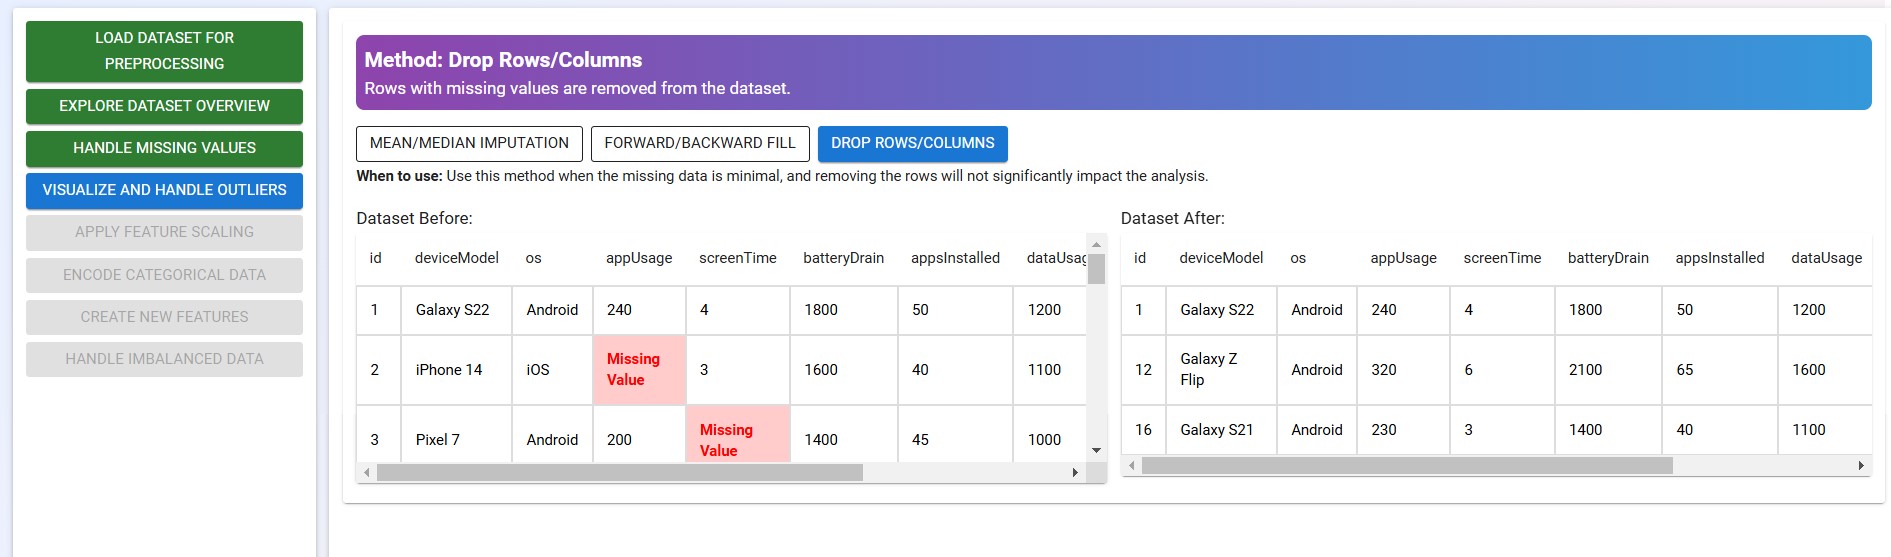 LOAD DATASET FOR
PREPROCESSING
EXPLORE DATASET OVERVIEW
HANDLE MISSING VALUES
VISUALIZE AND HANDLE OUTLIERS
APPLY FEATURE SCALING
ENCODE CATEGORICAL DATA
CREATE NEW FEATURES
HANDLE IMBALANCED DATA
Method: Drop Rows/Columns
Rows with missing values are removed from the dataset.
MEAN/MEDIAN IMPUTATION FORWARD/BACKWARD FILL DROP ROWS/COLUMNS
When to use: Use this method when the missing data is minimal, and removing the rows will not significantly impact the analysis.
Dataset Before:
id deviceModel os appUsage screenTime batteryDrain appsInstalled dataUsag
1 Galaxy S22 Android 240 4 1800 50 1200
2 iPhone 14 iOS Missing Value 3 1600 40 1100
3 Pixel 7 Android 200 Missing Value 1400 45 1000
Dataset After:
id deviceModel os appUsage screenTime batteryDrain appsInstalled dataUsage
1 Galaxy S22 Android 240 4 1800 50 1200
12 Galaxy Z Flip Android 320 6 2100 65 1600
16 Galaxy S21 Android 230 3 1400 40 1100